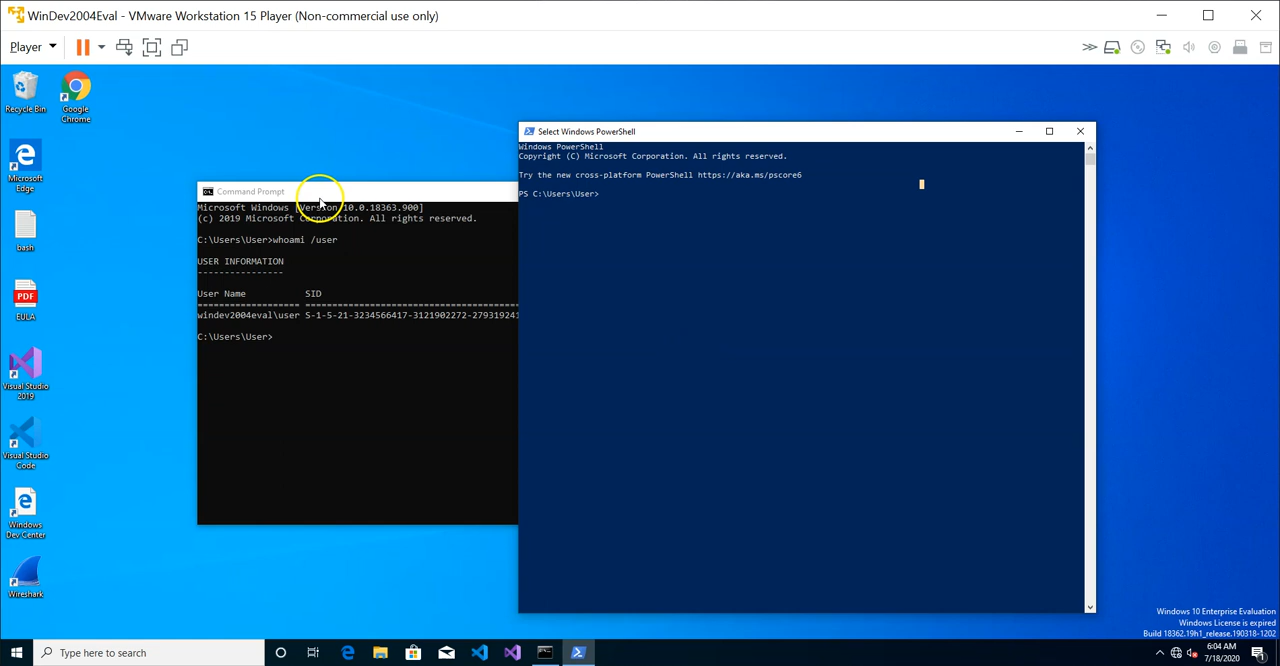 WinDev2004Eval - VMware Workstation 15 Player (Non-commercial use only)
Player
Recycle Bin
Google
Chrome
Microsoft
Edge
bash
PDF
EULA
Visual Studio
2019
Visual Studio
Code
Windows
Dev Center
Wireshark
Command Prompt
Microsoft Windows [Version 10.0.18363.900]
(c) 2019 Microsoft Corporation. All rights reserved.
C:\Users\User>whoami /user
USER INFORMATION
----------------
User Name SID
=================== ========================================
windev2004eval\user S-1-5-21-3234566417-3121902272-279319241
C:\Users\User>
Select Windows PowerShell
Windows PowerShell
Copyright (C) Microsoft Corporation. All rights reserved.
Try the new cross-platform PowerShell https://aka.ms/pscore6
PS C:\Users\User>
Windows 10 Enterprise Evaluation
Windows License is expired
Build 18362.19h1_release.190318-1202
Type here to search
6:04 AM
7/18/2020
1